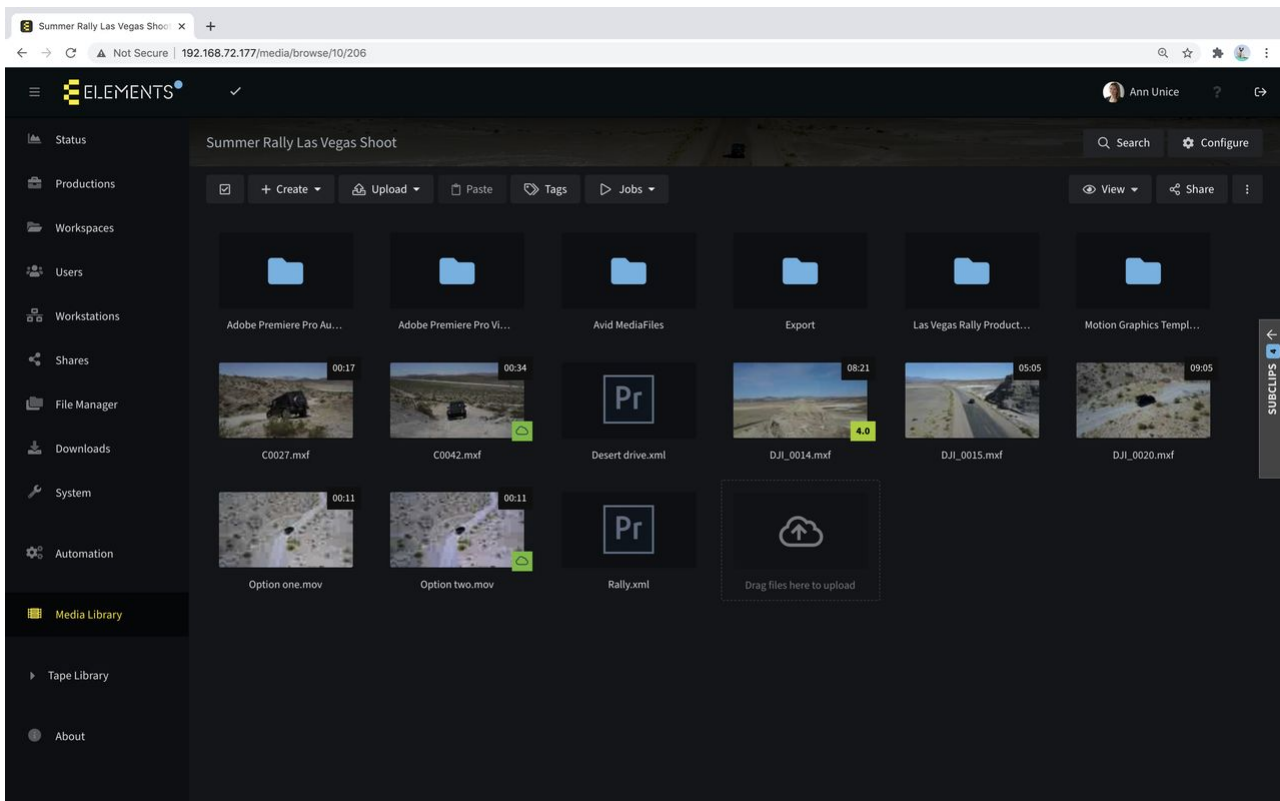 Summer Rally Las Vegas Shoo
Not Secure | 192.168.72.177/media/browse/10/206
ELEMENTS
Ann Unice ?
Status
Productions
Workspaces
Users
Workstations
Shares
File Manager
Downloads
System
Automation
Media Library
Tape Library
About
Summer Rally Las Vegas Shoot
Search Configure
+ Create Upload Paste Tags Jobs View Share
Adobe Premiere Pro Au... Adobe Premiere Pro Vi... Avid MediaFiles Export Las Vegas Rally Product... Motion Graphics Templ...
00:17 00:34 Pr 08:21 05:05 09:05
4.0
C0027.mxf C0042.mxf Desert drive.xml DJI_0014.mxf DJI_0015.mxf DJI_0020.mxf
00:11 00:11 Pr
Option one.mov Option two.mov Rally.xml Drag files here to upload
SUBCLIPS